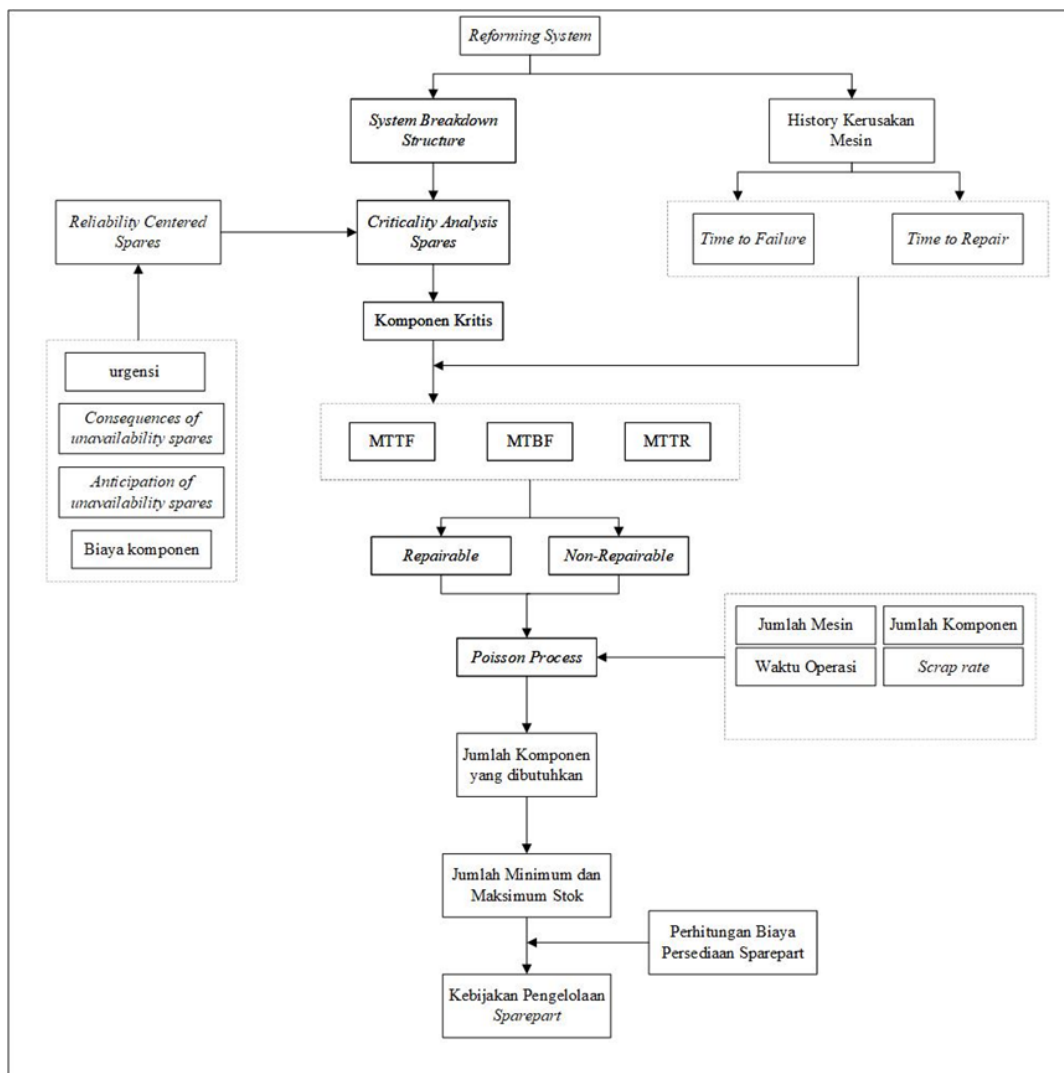 Reforming System
System Breakdown
Structure
History Kerusakan
Mesin
Reliability Centered
Spares
Criticality Analysis
Spares
Time to Failure
Time to Repair
Komponen Kritis
urgensi
Consequences of
unavailability spares
Anticipation of
unavailability spares
Biaya komponen
MTTF
MTBF
MTTR
Repairable
Non-Repairable
Poisson Process
Jumlah Mesin
Jumlah Komponen
Waktu Operasi
Scrap rate
Jumlah Komponen
yang dibutuhkan
Jumlah Minimum dan
Maksimum Stok
Perhitungan Biaya
Persediaan Sparepart
Kebijakan Pengelolaan
Sparepart